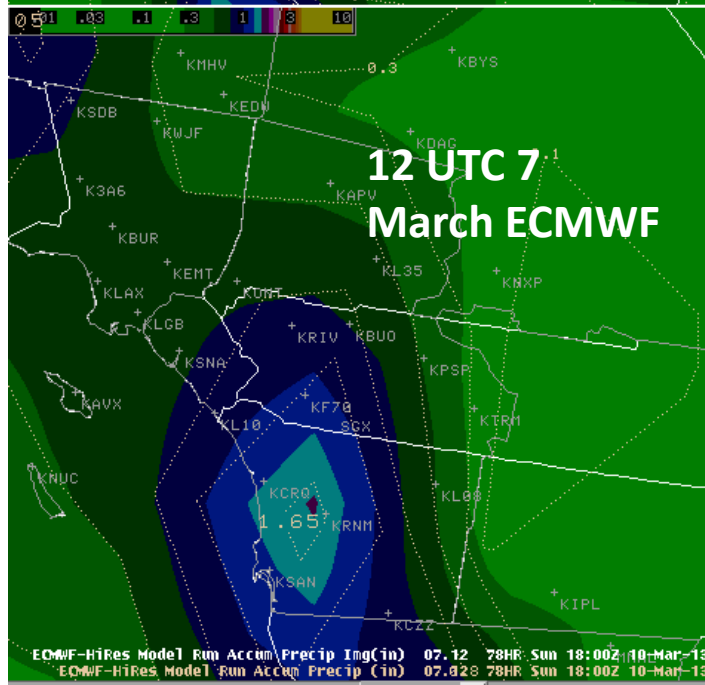 05 01 .03 .1 .3 1 3 10
KMHV
KBYS
0.3
KSDB
KEDW
KWJF
KDAG
12 UTC 7
.1
March ECMWF
K3A6
KAPV
KBUR
KEMT
KL35
KLAX
KONT
KNXP
KLGB
KRIV
KBUO
KSNA
KPSP
KAVX
KF70
KTRM
KL10
SGX
KNUC
KCRQ
KL08
1.65
KRNM
KSAN
KIPL
KCZZ
ECMWF-HiRes Model Run Accum Precip Img(in) 07.12 78HR Sun 18:00Z 10-Mar-13
ECMWF-HiRes Model Run Accum Precip (in) 78HR Sun 18:00Z 10-Mar-13